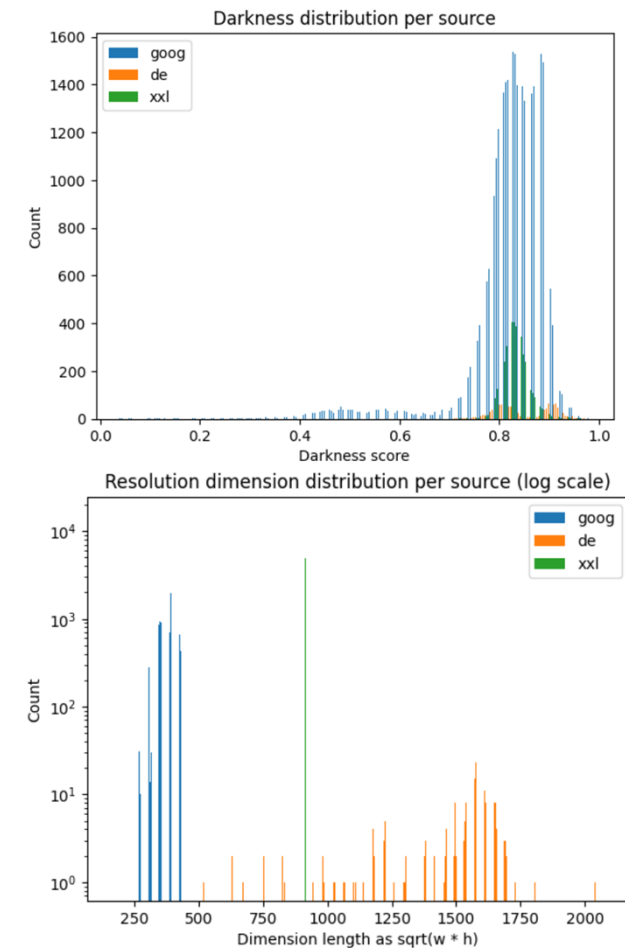 Darkness distribution per source
1600
1400
1200
1000
800
600
400
200
0
Count
goog
de
xxl
0.0 0.2 0.4 0.6 0.8 1.0
Darkness score
Resolution dimension distribution per source (log scale)
10⁴
10³
10²
10¹
10⁰
Count
goog
de
xxl
250 500 750 1000 1250 1500 1750 2000
Dimension length as sqrt(w * h)